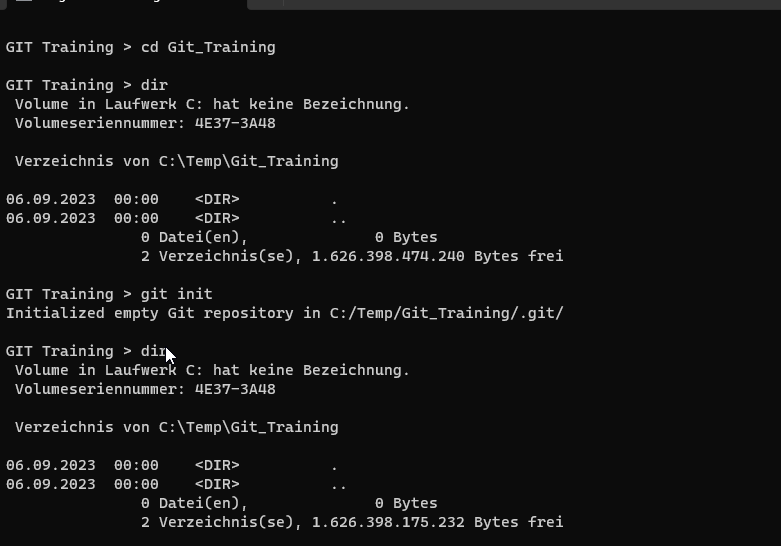 GIT Training > cd Git_Training
GIT Training > dir
Volume in Laufwerk C: hat keine Bezeichnung.
Volumeseriennummer: 4E37-3A48
Verzeichnis von C:\Temp\Git_Training
06.09.2023  00:00    <DIR>          .
06.09.2023  00:00    <DIR>          ..
0 Datei(en),              0 Bytes
2 Verzeichnis(se), 1.626.398.474.240 Bytes frei
GIT Training > git init
Initialized empty Git repository in C:/Temp/Git_Training/.git/
GIT Training > dir
Volume in Laufwerk C: hat keine Bezeichnung.
Volumeseriennummer: 4E37-3A48
Verzeichnis von C:\Temp\Git_Training
06.09.2023  00:00    <DIR>          .
06.09.2023  00:00    <DIR>          ..
0 Datei(en),              0 Bytes
2 Verzeichnis(se), 1.626.398.175.232 Bytes frei